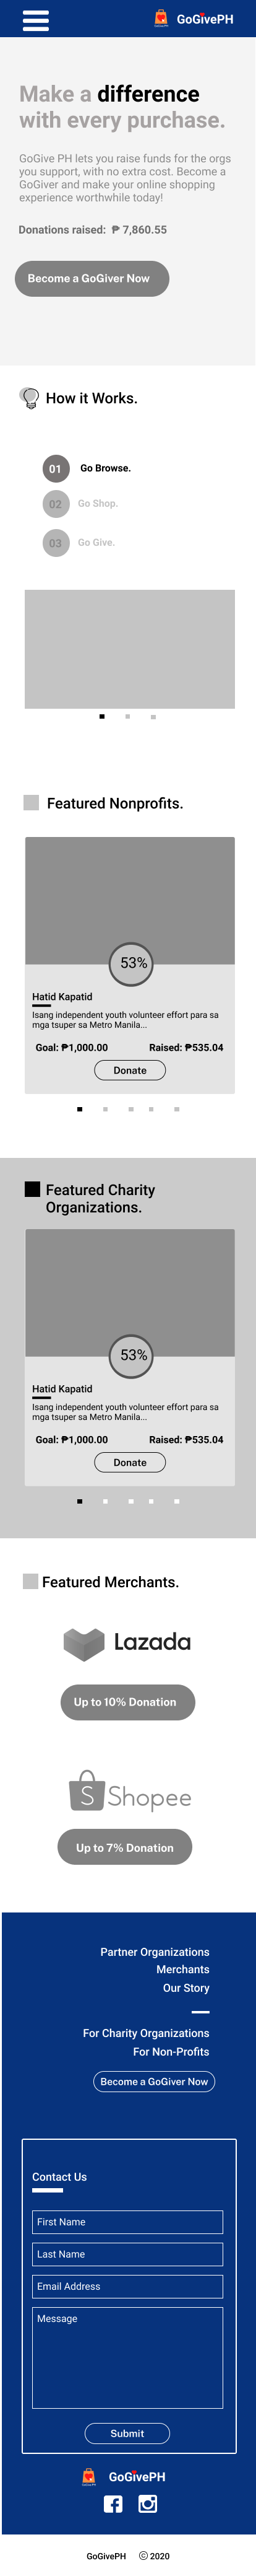 GoGivePH
Make a difference
with every purchase.
GoGive PH lets you raise funds for the orgs
you support, with no extra cost. Become a
GoGiver and make your online shopping
experience worthwhile today!
Donations raised: ₱ 7,860.55
Become a GoGiver Now
How it Works.
01 Go Browse.
02 Go Shop.
03 Go Give.
Featured Nonprofits.
53%
Hatid Kapatid
Isang independent youth volunteer effort para sa
mga tsuper sa Metro Manila...
Goal: ₱1,000.00 Raised: ₱535.04
Donate
Featured Charity
Organizations.
53%
Hatid Kapatid
Isang independent youth volunteer effort para sa
mga tsuper sa Metro Manila...
Goal: ₱1,000.00 Raised: ₱535.04
Donate
Featured Merchants.
Lazada
Up to 10% Donation
S Shopee
Up to 7% Donation
Partner Organizations
Merchants
Our Story
For Charity Organizations
For Non-Profits
Become a GoGiver Now
Contact Us
First Name
Last Name
Email Address
Message
Submit
GoGivePH
GoGivePH © 2020